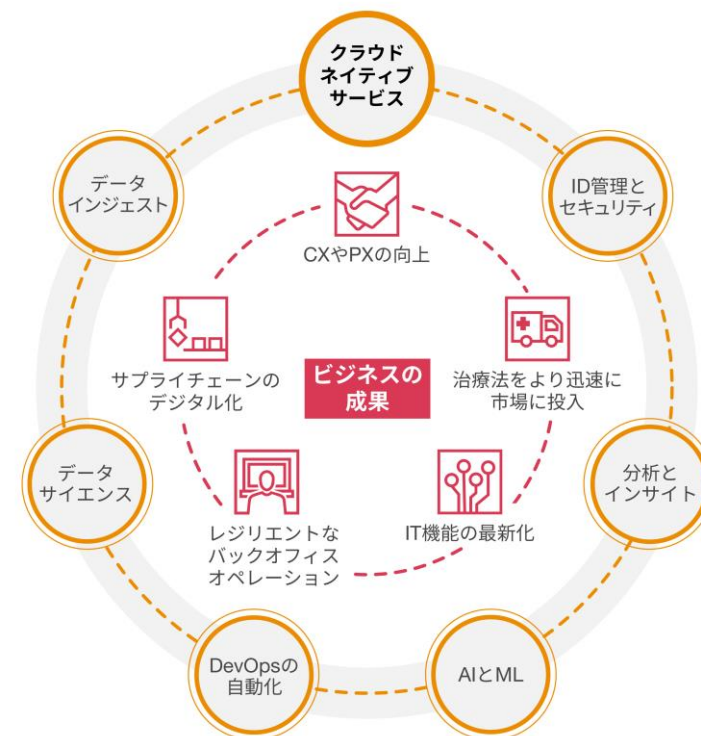 クラウド
ネイティブ
サービス
データ
インジェスト
ID管理と
セキュリティ
CXやPXの向上
サプライチェーンの
デジタル化
ビジネスの
成果
治療法をより迅速に
市場に投入
データ
サイエンス
分析と
インサイト
レジリエントな
バックオフィス
オペレーション
IT機能の最新化
DevOpsの
自動化
AIとML